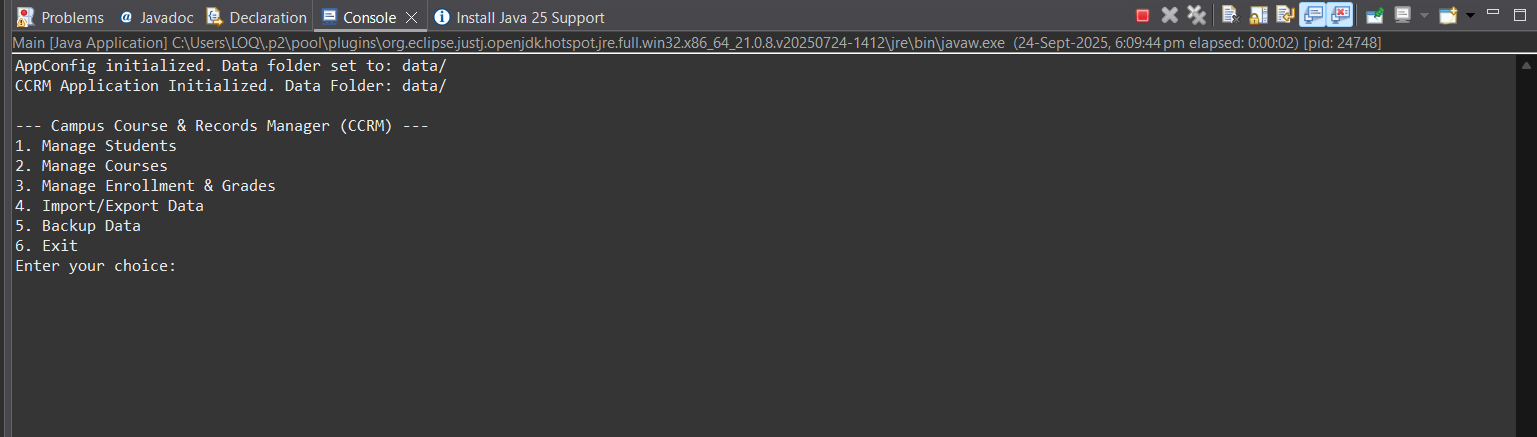 Problems @ Javadoc Declaration Console Install Java 25 Support
Main [Java Application] C:\Users\LOQ\.p2\pool\plugins\org.eclipse.justj.openjdk.hotspot.jre.full.win32.x86_64_21.0.8.v20250724-1412\jre\bin\javaw.exe (24-Sept-2025, 6:09:44 pm elapsed: 0:00:02) [pid: 24748]
AppConfig initialized. Data folder set to: data/
CCRM Application Initialized. Data Folder: data/
--- Campus Course & Records Manager (CCRM) ---
1. Manage Students
2. Manage Courses
3. Manage Enrollment & Grades
4. Import/Export Data
5. Backup Data
6. Exit
Enter your choice: